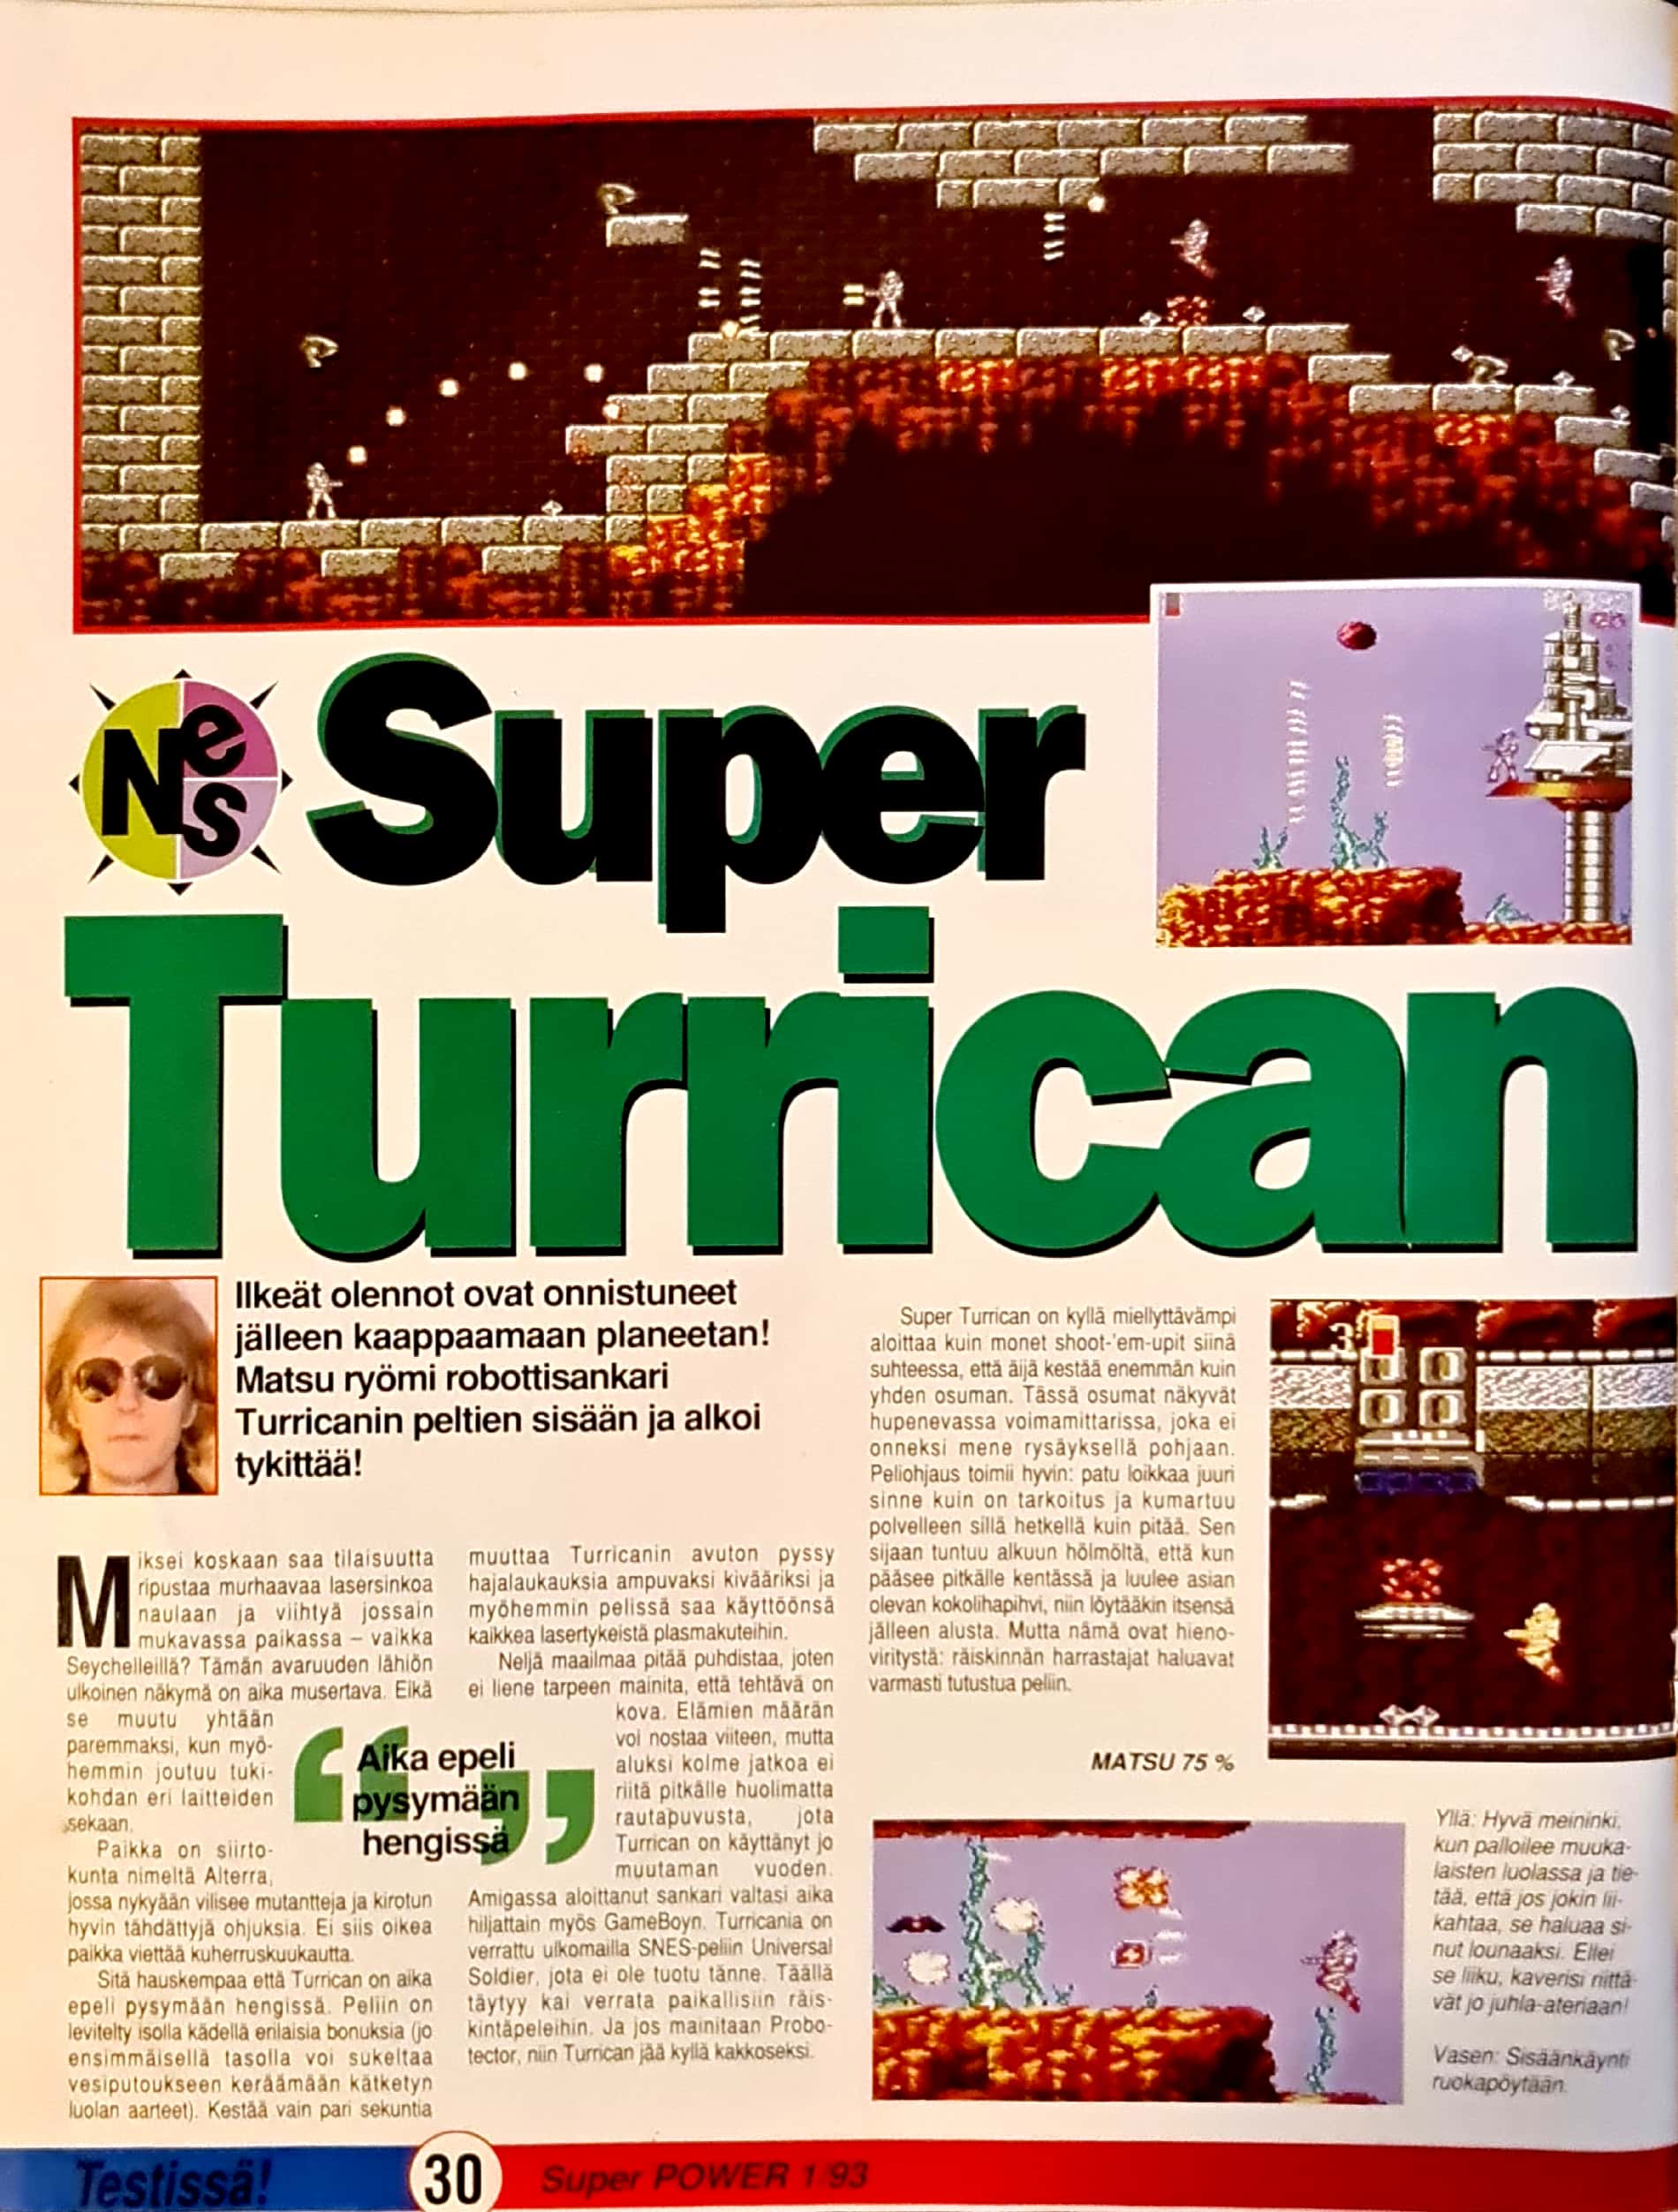 NeS
Super
Turrican
Ilkeät olennot ovat onnistuneet
jälleen kaappaamaan planeetan!
Matsu ryömi robottisankari
Turricanin peltien sisään ja alkoi
tykittää!
Miksei koskaan saa tilaisuutta
ripustaa murhaavaa lasersinkoa
naulaan ja viihtyä jossain
mukavassa paikassa – vaikka
Seychelleillä? Tämän avaruuden lähiön
ulkoinen näkymä on aika musertava. Eikä
se muutu yhtään
paremmaksi, kun myö-
hemmin joutuu tuki-
kohdan eri laitteiden
sekaan.
Paikka on siirto-
kunta nimeltä Alterra,
jossa nykyään vilisee mutantteja ja kirotun
hyvin tähdättyjä ohjuksia. Ei siis oikea
paikka viettää kuherruskuukautta.
Sitä hauskempaa että Turrican on aika
epeli pysymään hengissä. Peliin on
levitelty isolla kädellä erilaisia bonuksia (jo
ensimmäisellä tasolla voi sukeltaa
vesiputoukseen keräämään kätketyn
luolan aarteet). Kestää vain pari sekuntia
“Aika epeli
pysymään
hengissä”
muuttaa Turricanin avuton pyssy
hajalaukauksia ampuvaksi kivääriksi ja
myöhemmin pelissä saa käyttöönsä
kaikkea lasertykeistä plasmakuteihin.
Neljä maailmaa pitää puhdistaa, joten
ei liene tarpeen mainita, että tehtävä on
kova. Elämien määrän
voi nostaa viiteen, mutta
aluksi kolme jatkoa ei
riitä pitkälle huolimatta
rautapuvusta, jota
Turrican on käyttänyt jo
muutaman vuoden.
Amigassa aloittanut sankari valtasi aika
hiljattain myös GameBoyn. Turricania on
verrattu ulkomailla SNES-peliin Universal
Soldier, jota ei ole tuotu tänne. Täällä
täytyy kai verrata paikallisiin räis-
kintäpeleihin. Ja jos mainitaan Probo-
tector, niin Turrican jää kyllä kakkoseksi.
Super Turrican on kyllä miellyttävämpi
aloittaa kuin monet shoot-'em-upit siinä
suhteessa, että äijä kestää enemmän kuin
yhden osuman. Tässä osumat näkyvät
hupenevassa voimamittarissa, joka ei
onneksi mene rysäyksellä pohjaan.
Peliohjaus toimii hyvin: patu loikkaa juuri
sinne kuin on tarkoitus ja kumartuu
polvelleen sillä hetkellä kuin pitää. Sen
sijaan tuntuu alkuun hölmöltä, että kun
pääsee pitkälle kentässä ja luulee asian
olevan kokolihapihvi, niin löytääkin itsensä
jälleen alusta. Mutta nämä ovat hieno-
viritystä: räiskinnän harrastajat haluavat
varmasti tutustua peliin.
MATSU 75 %
3
Yllä: Hyvä meininki,
kun palloilee muuka-
laisten luolassa ja tie-
tää, että jos jokin lii-
kahtaa, se haluaa si-
nut lounaaksi. Ellei
se liiku, kaverisi riittä-
vät jo juhla-ateriaan!
Vasen: Sisäänkäynti
ruokapöytään.
Testissä!
30
Super POWER 1/93